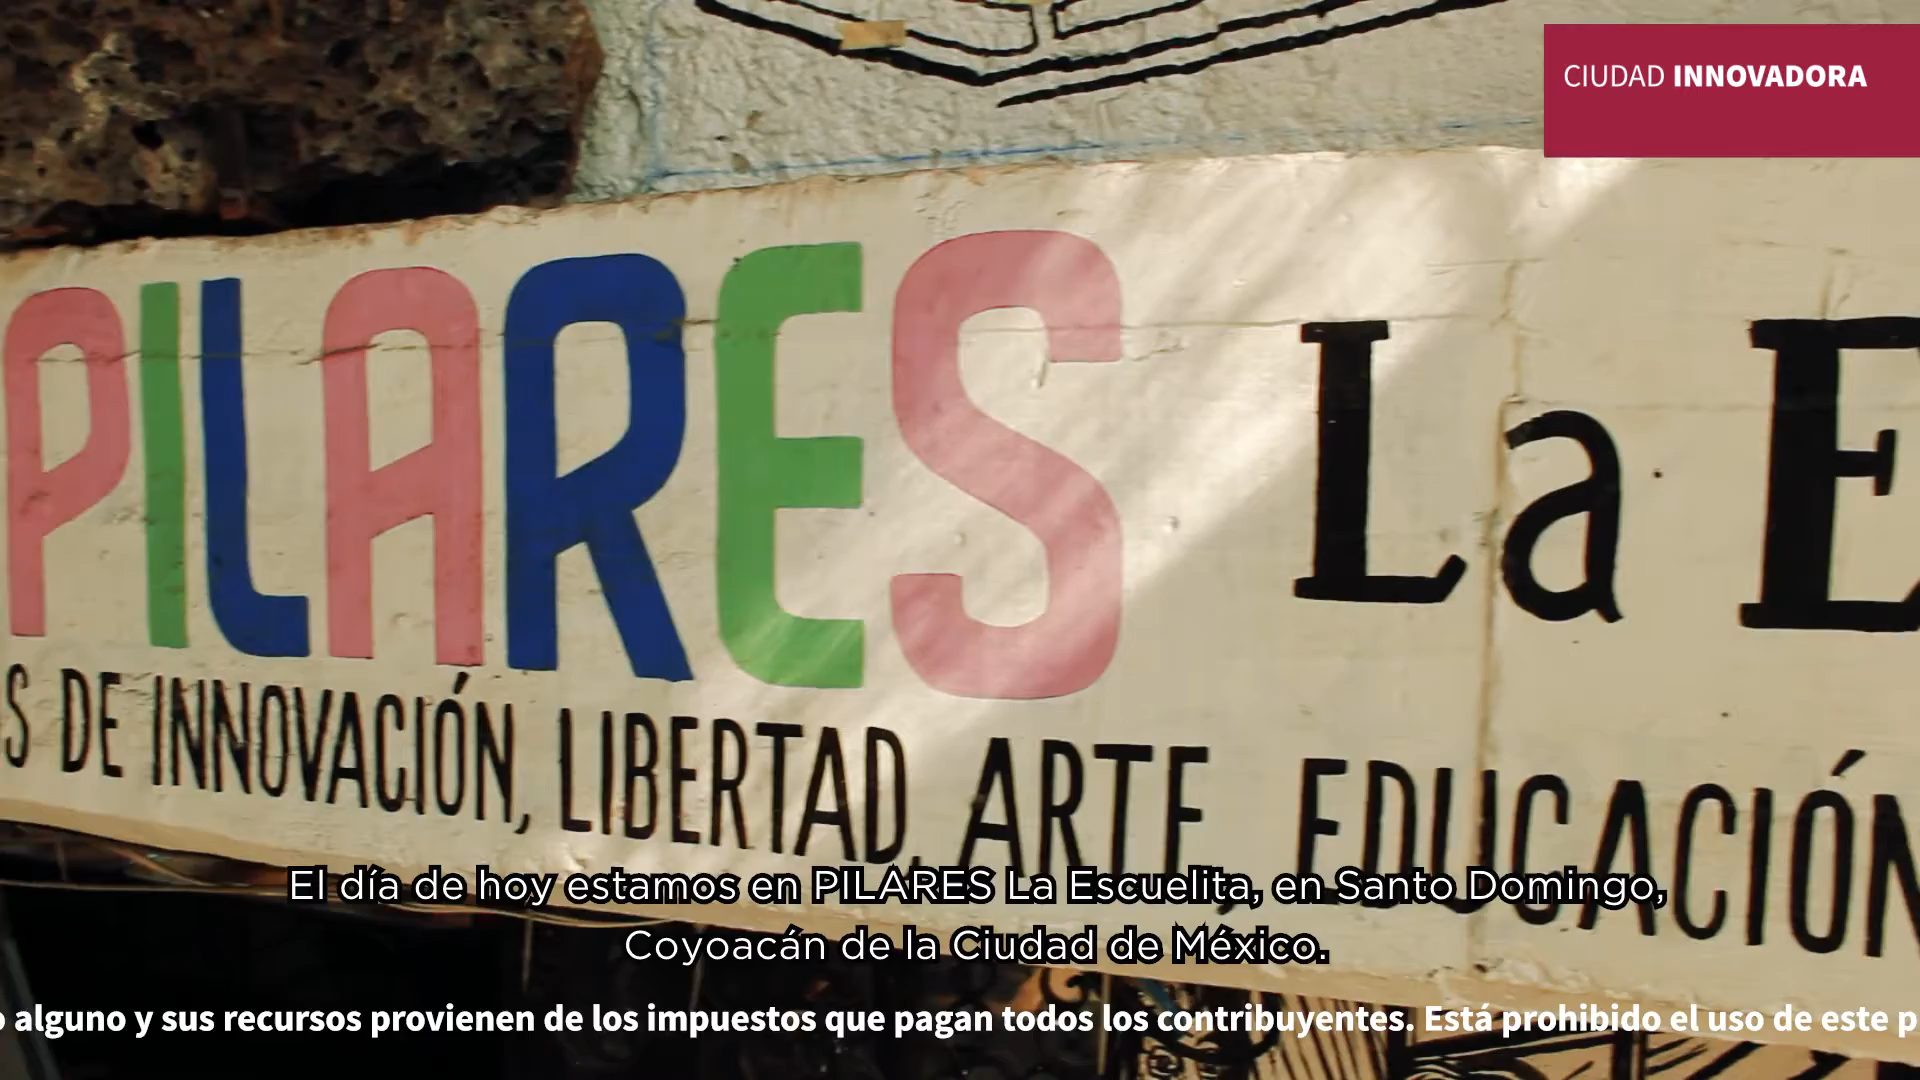 CIUDAD INNOVADORA
PILARES La E
S DE INNOVACIÓN, LIBERTAD, ARTE, EDUCACIÓN
El día de hoy estamos en PILARES La Escuelita, en Santo Domingo,
Coyoacán de la Ciudad de México.
o alguno y sus recursos provienen de los impuestos que pagan todos los contribuyentes. Está prohibido el uso de este p